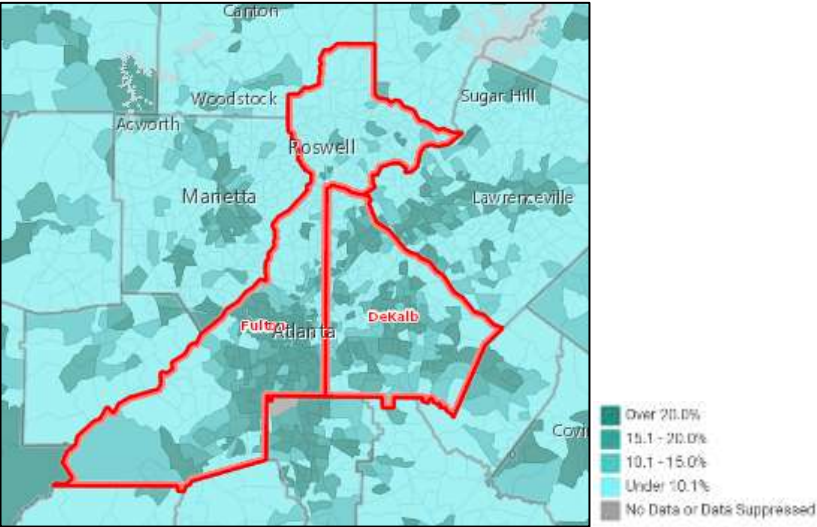 Canton
Woodstock
Sugar Hill
Acworth
Roswell
Marietta
Lawrenceville
DeKalb
Fulton
Atlanta
Covi
Over 20.0%
15.1 - 20.0%
10.1 - 15.0%
Under 10.1%
No Data or Data Suppressed